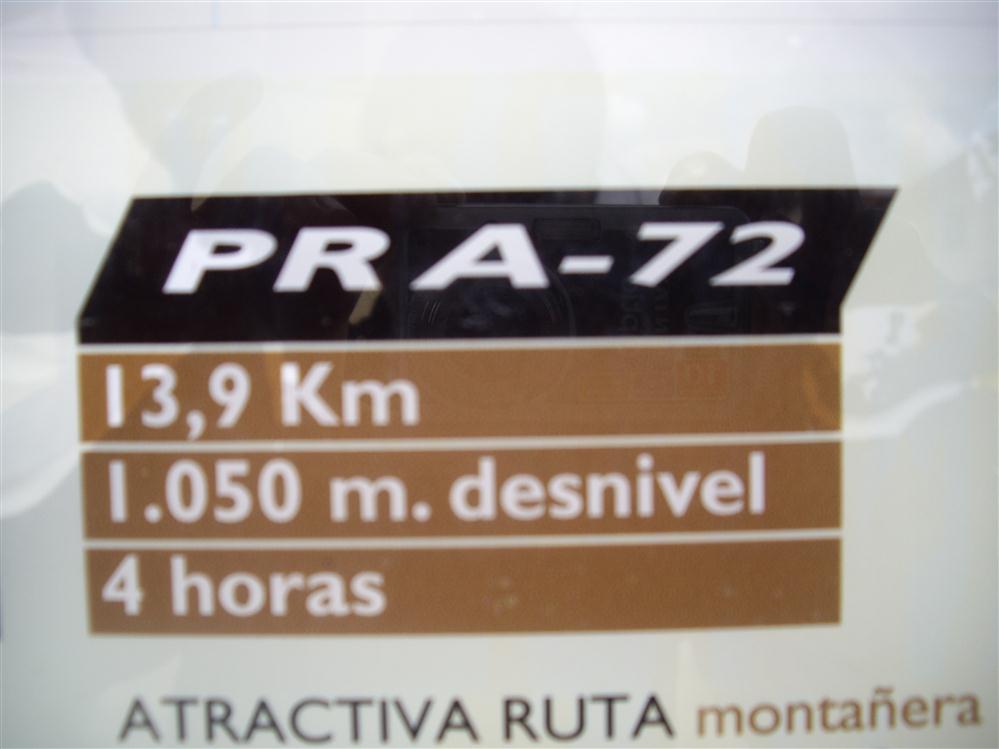 PR A-72
13,9 Km
1.050 m. desnivel
4 horas
ATRACTIVA RUTA montañera